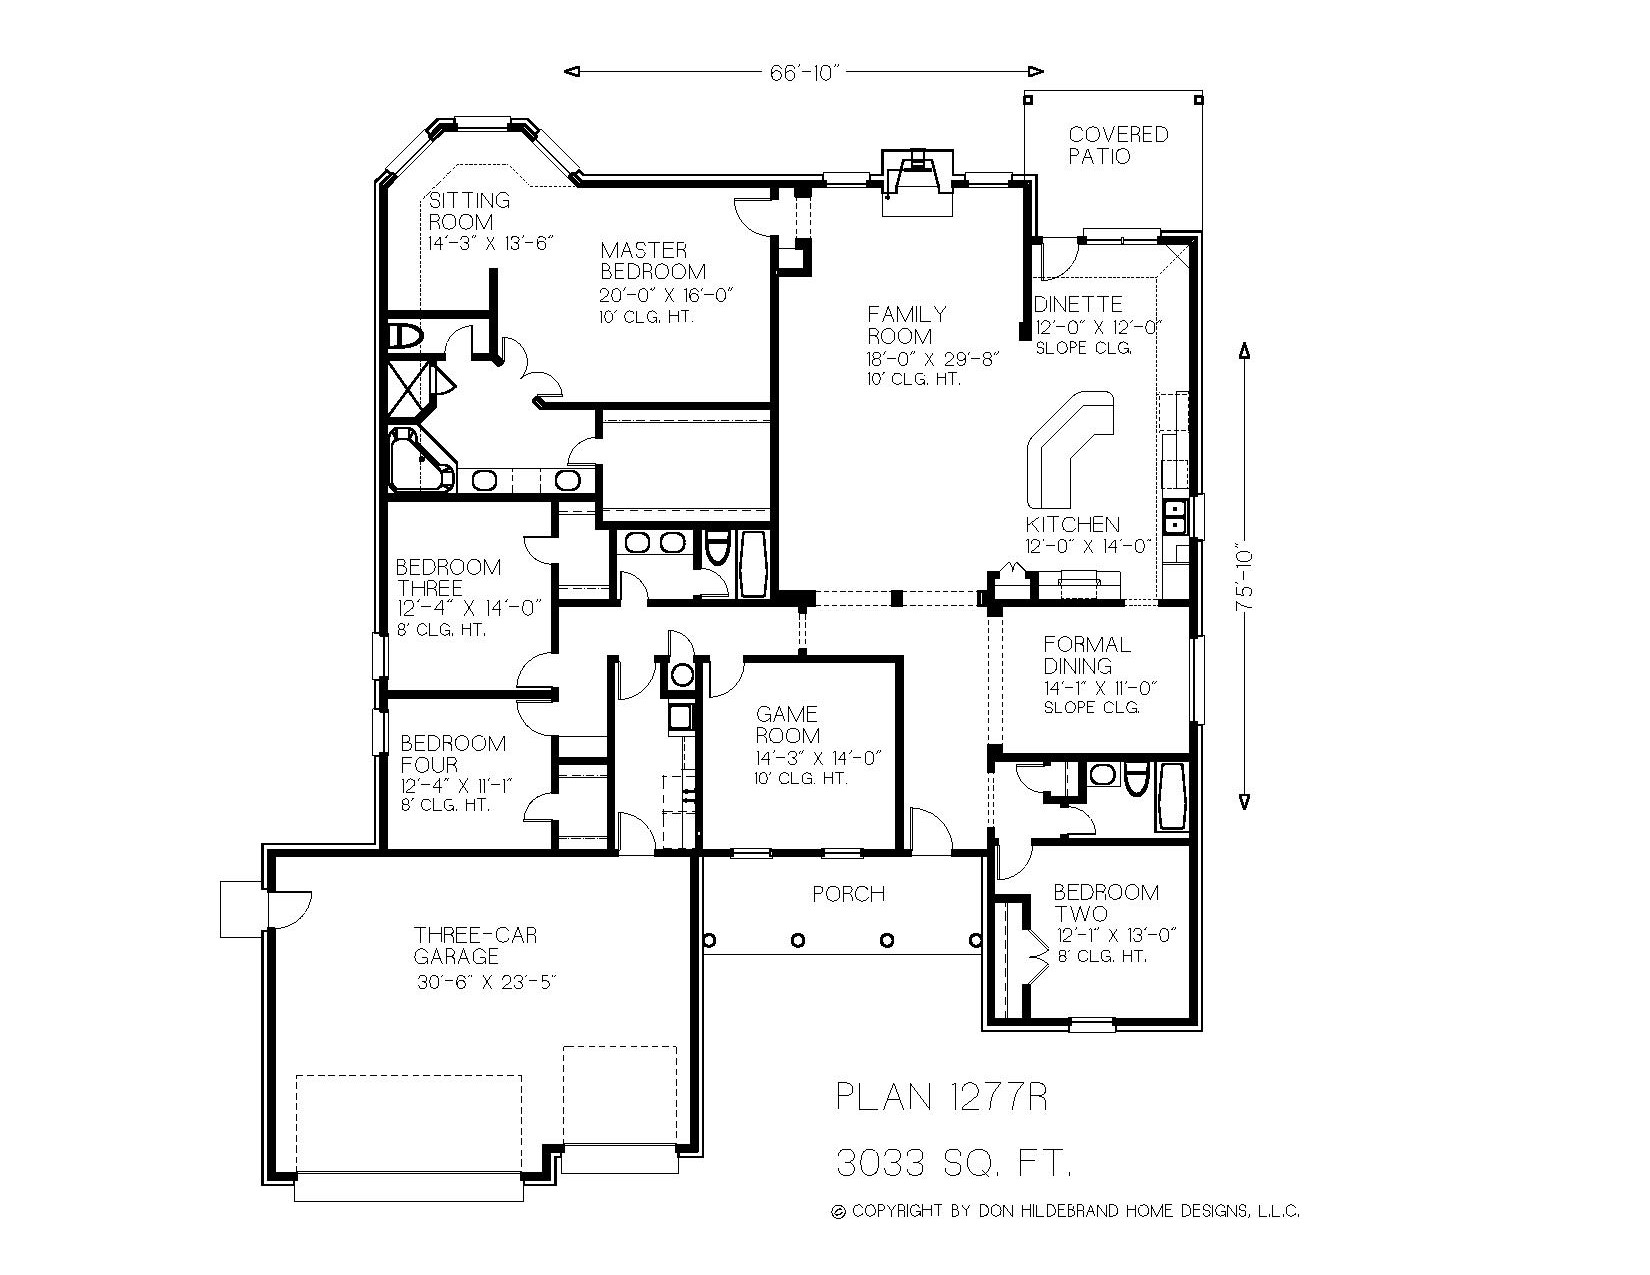 66'-10"
COVERED
PATIO
SITTING
ROOM
14'-3" X 13'-6"
MASTER
BEDROOM
20'-0" X 16'-0"
10' CLG. HT.
FAMILY
ROOM
18'-0" X 29'-8"
10' CLG. HT.
DINETTE
12'-0" X 12'-0"
SLOPE CLG.
KITCHEN
12'-0" X 14'-0"
75'-10"
BEDROOM
THREE
12'-4" X 14'-0"
8' CLG. HT.
FORMAL
DINING
14'-1" X 11'-0"
SLOPE CLG.
GAME
ROOM
14'-3" X 14'-0"
10' CLG. HT.
BEDROOM
FOUR
12'-4" X 11'-1"
8' CLG. HT.
PORCH
BEDROOM
TWO
12'-1" X 13'-0"
8' CLG. HT.
THREE-CAR
GARAGE
30'-6" X 23'-5"
PLAN 1277R
3033 SQ. FT.
© COPYRIGHT BY DON HILDEBRAND HOME DESIGNS, L.L.C.